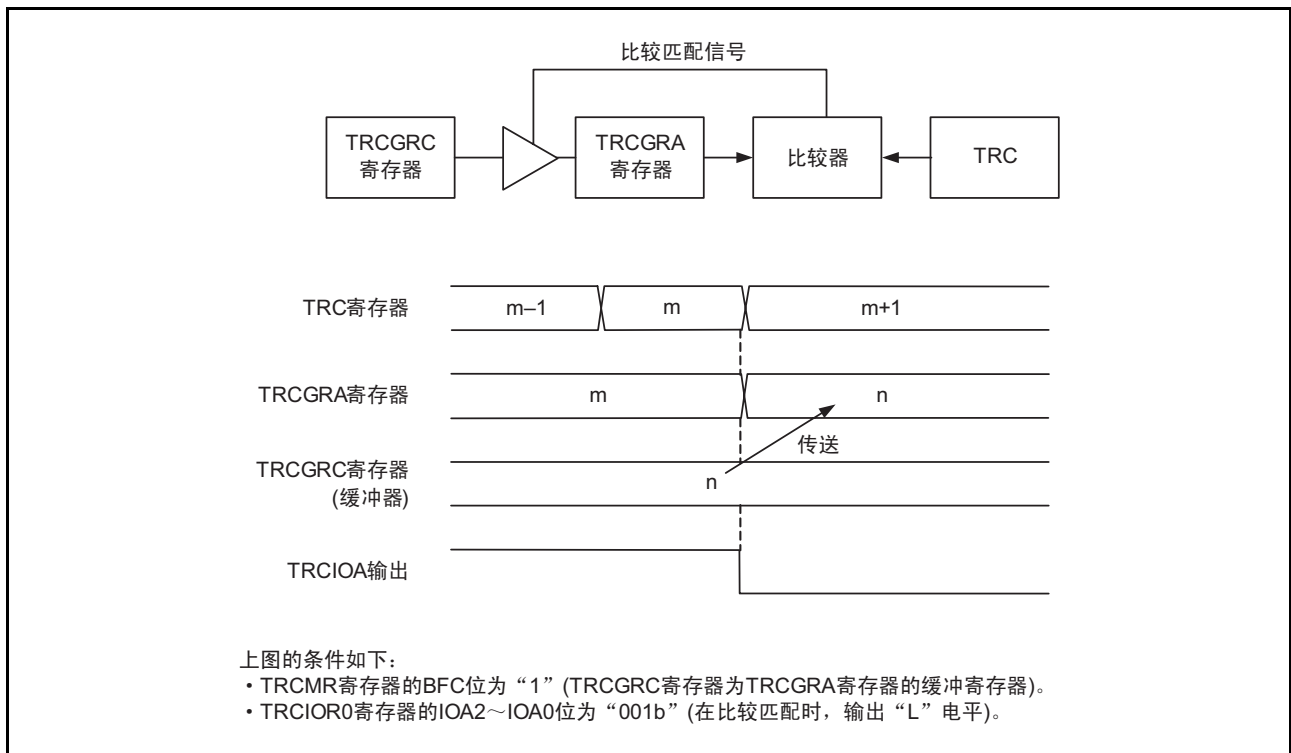 比较匹配信号
TRCGRC
寄存器
TRCGRA
寄存器
比较器
TRC
TRC寄存器
m–1
m
m+1
TRCGRA寄存器
m
n
传送
TRCGRC寄存器
(缓冲器)
n
TRCIOA输出
上图的条件如下：
•TRCMR寄存器的BFC位为“1”(TRCGRC寄存器为TRCGRA寄存器的缓冲寄存器)。
•TRCIOR0寄存器的IOA2～IOA0位为“001b”(在比较匹配时，输出“L”电平)。